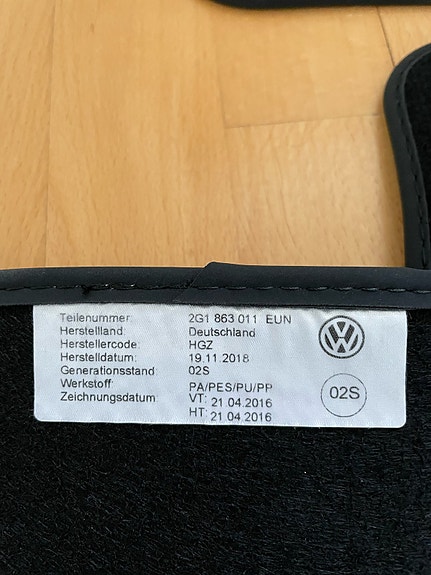 Teilenummer: 2G1 863 011 EUN
Herstellland Deutschland
Herstellercode: HGZ
Herstelldatum: 19.11.2018
Generationsstand 02S
Werkstoff PA/PES/PU/PP
Zeichnungsdatum VT: 21.04.2016
HT: 21.04.2016
02S